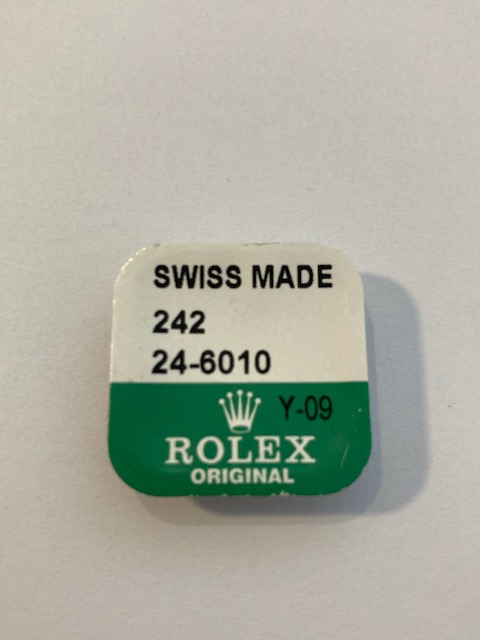 SWISS MADE
242
24-6010
Y-09
ROLEX
ORIGINAL